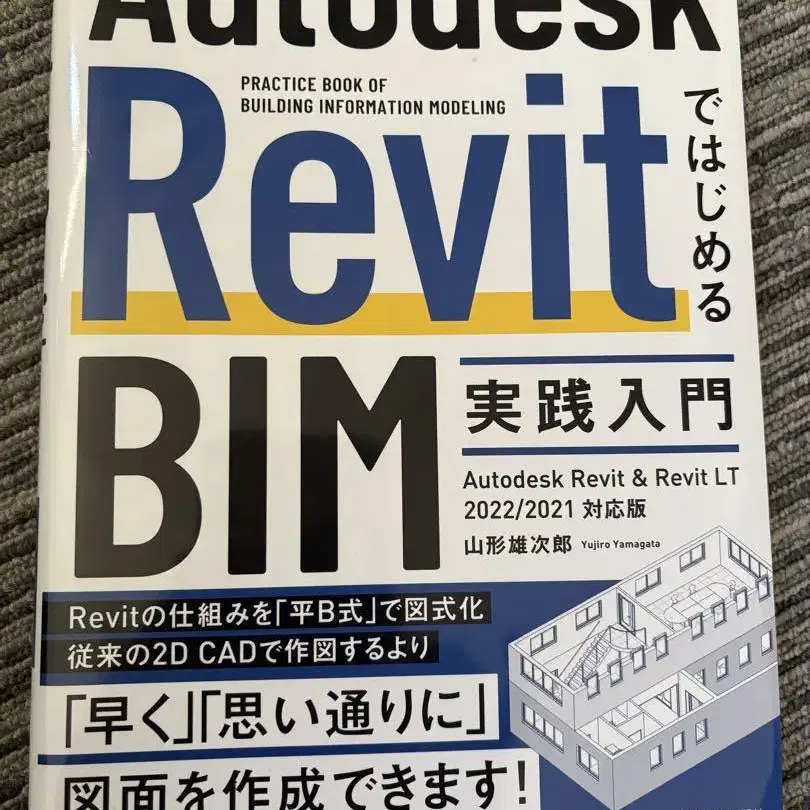 Autodesk
PRACTICE BOOK OF
BUILDING INFORMATION MODELING
Revit
ではじめる
BIM
実践入門
Autodesk Revit & Revit LT
2022/2021 対応版
山形雄次郎 Yujiro Yamagata
Revitの仕組みを「平B式」で図式化
従来の2D CADで作図するより
「早く」「思い通りに」
図面を作成できます!